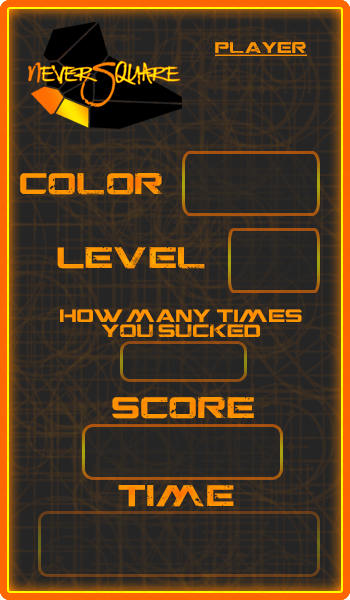 NEVERSQUARE
PLAYER
COLOR
LEVEL
HOW MANY TIMES
YOU SUCKED
SCORE
TIME